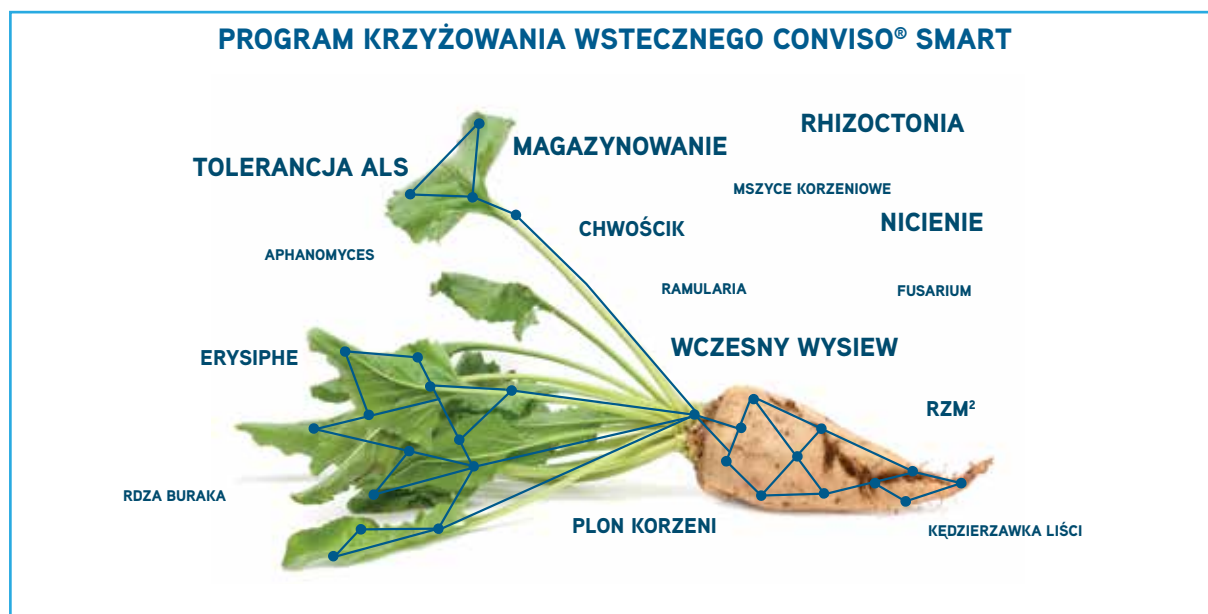 PROGRAM KRZYŻOWANIA WSTECZNEGO CONVISO® SMART
RHIZOCTONIA
MAGAZYNOWANIE
TOLERANCJA ALS
MSZYCE KORZENIOWE
NICIENIE
CHWOŚCIK
APHANOMYCES
RAMULARIA
FUSARIUM
WCZESNY WYSIEW
ERYSIPHE
RZM²
RDZA BURAKA
PLON KORZENI
KĘDZIERZAWKA LIŚCI